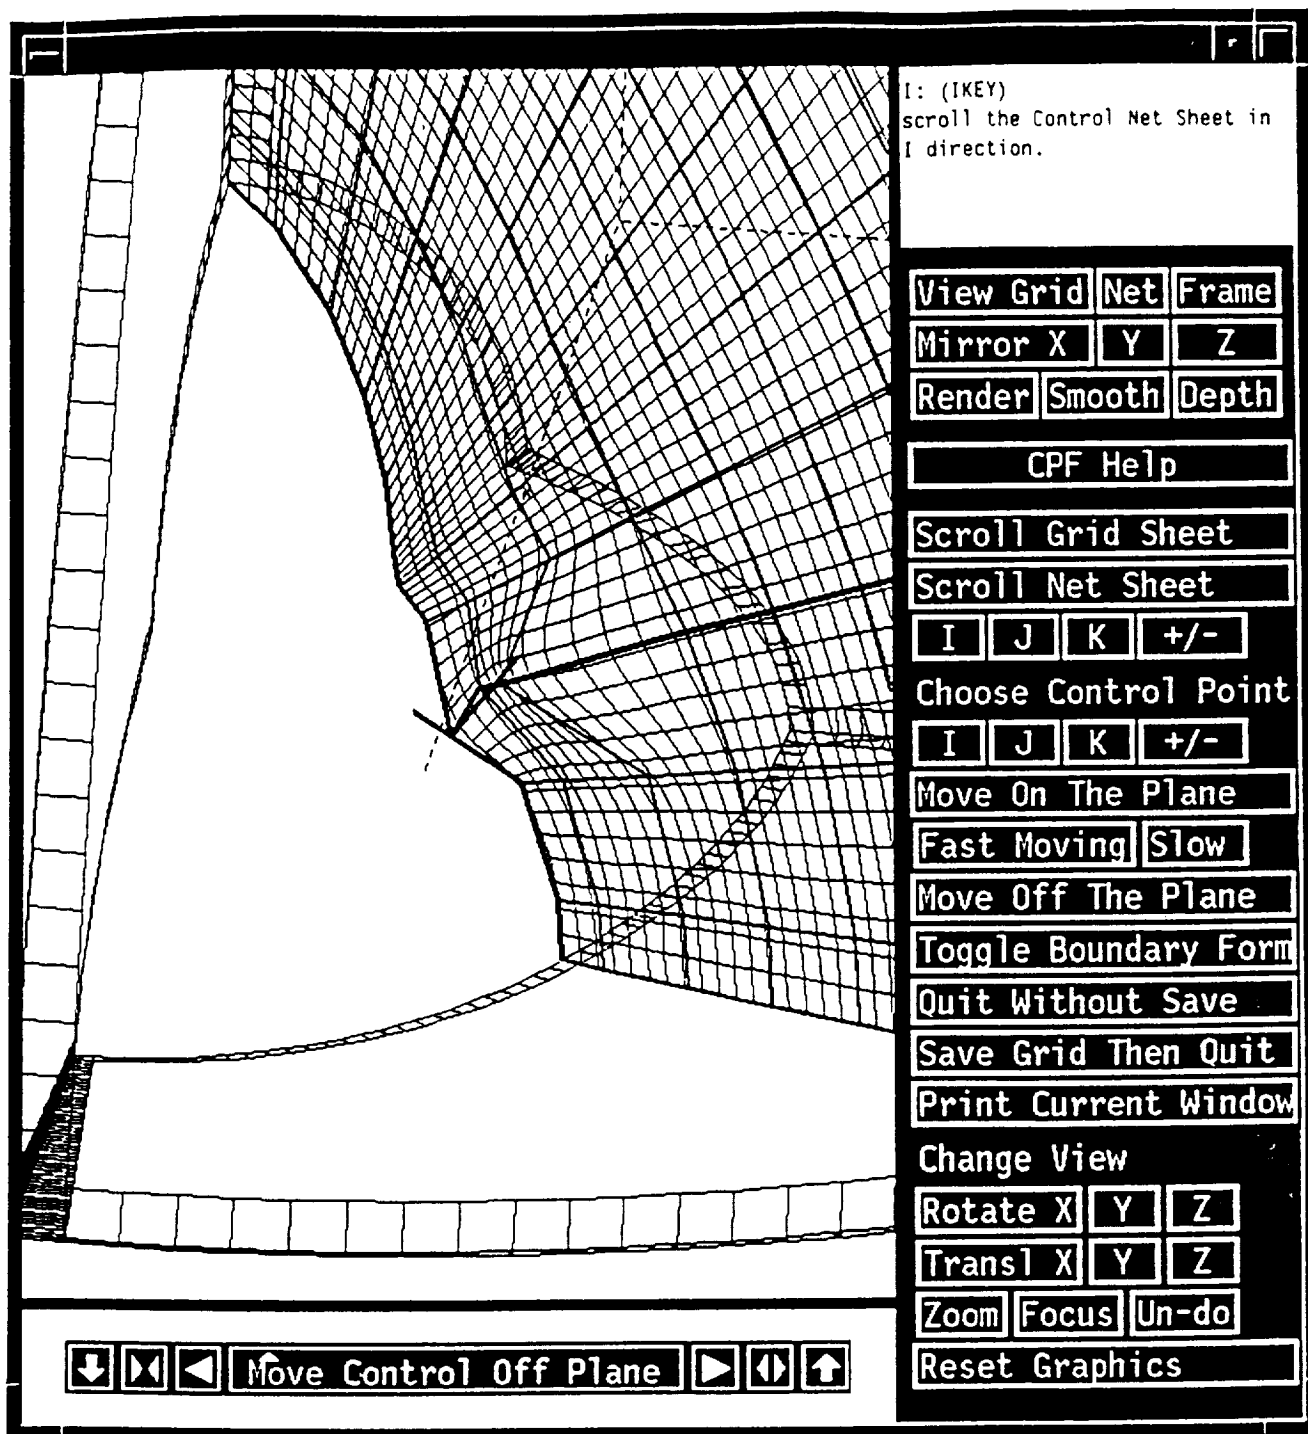 I: (IKEY)
scroll the Control Net Sheet in
I direction.
View Grid Net Frame
Mirror X Y Z
Render Smooth Depth
CPF Help
Scroll Grid Sheet
Scroll Net Sheet
I J K +/-
Choose Control Point
I J K +/-
Move On The Plane
Fast Moving Slow
Move Off The Plane
Toggle Boundary Form
Quit Without Save
Save Grid Then Quit
Print Current Window
Change View
Rotate X Y Z
Transl X Y Z
Zoom Focus Un-do
Reset Graphics
Move Control Off Plane